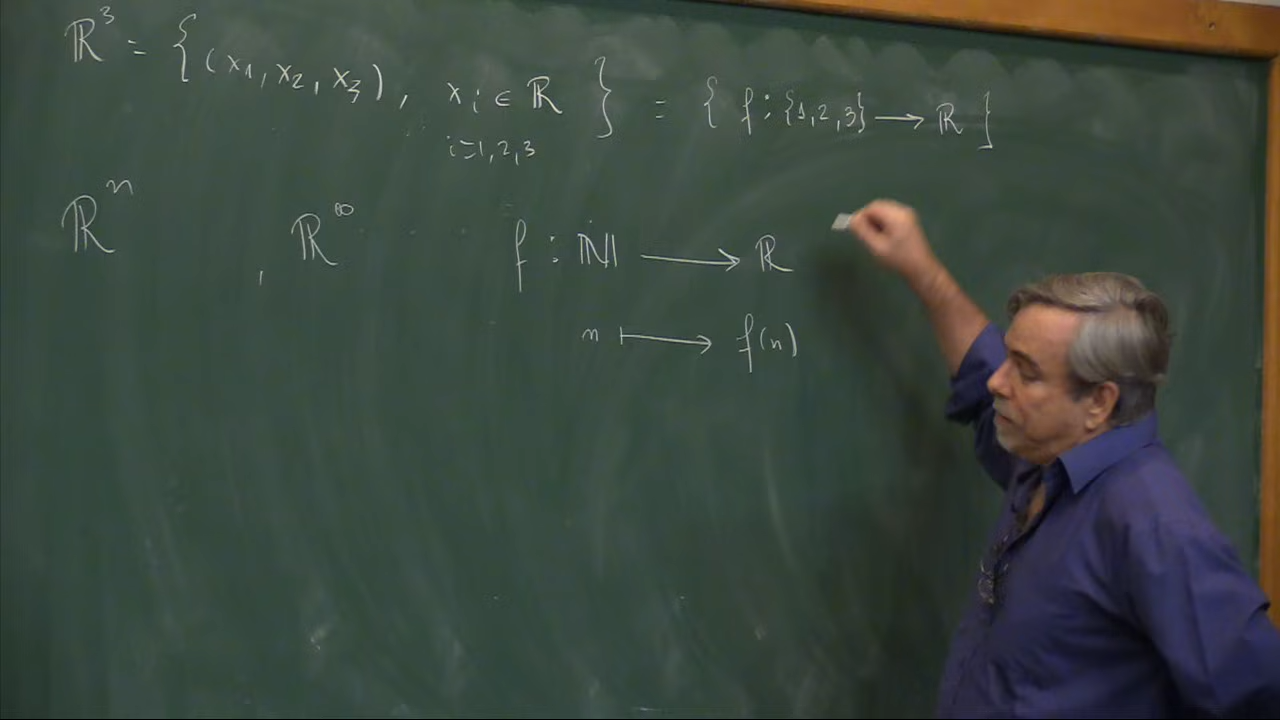 ℝ³ = { (x₁, x₂, x₃), xᵢ ∈ ℝ } = { f : {1,2,3} → ℝ }
i=1,2,3
ℝⁿ , ℝ^∞ f : ℕ → ℝ
n ↦ f(n)